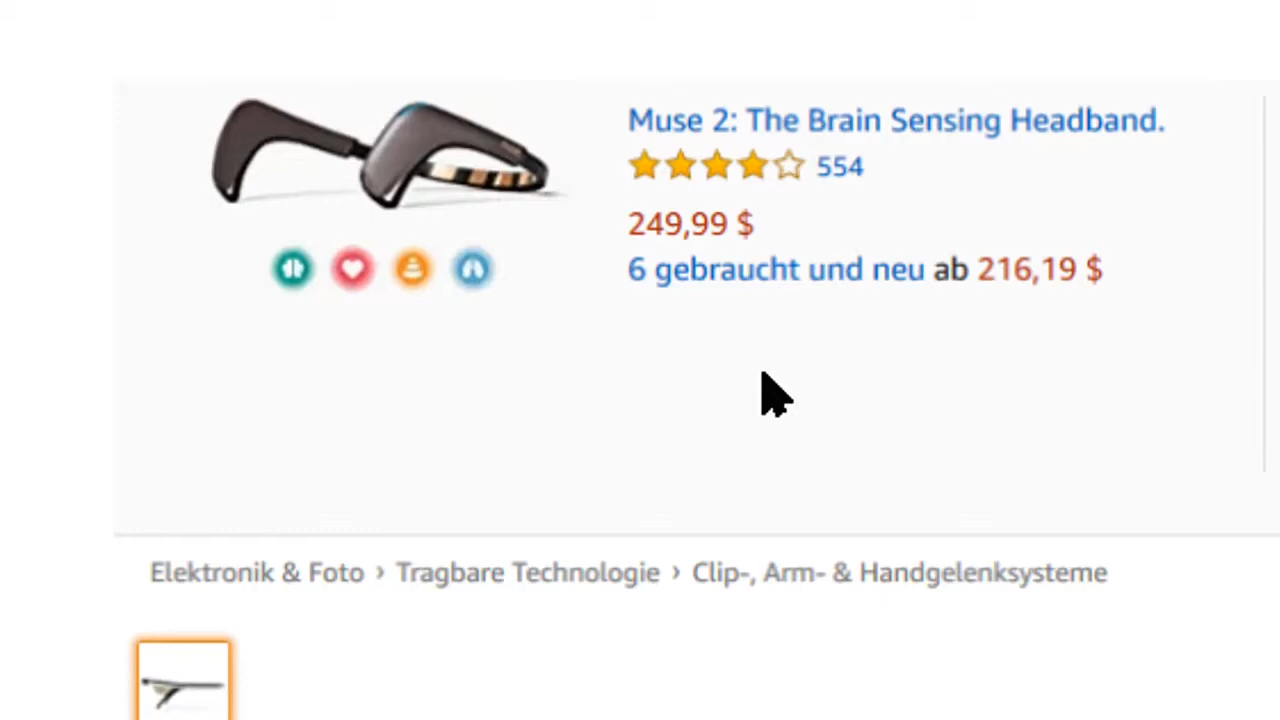 Muse 2: The Brain Sensing Headband.
554
249,99 $
6 gebraucht und neu ab 216,19 $
Elektronik & Foto › Tragbare Technologie › Clip-, Arm- & Handgelenksysteme